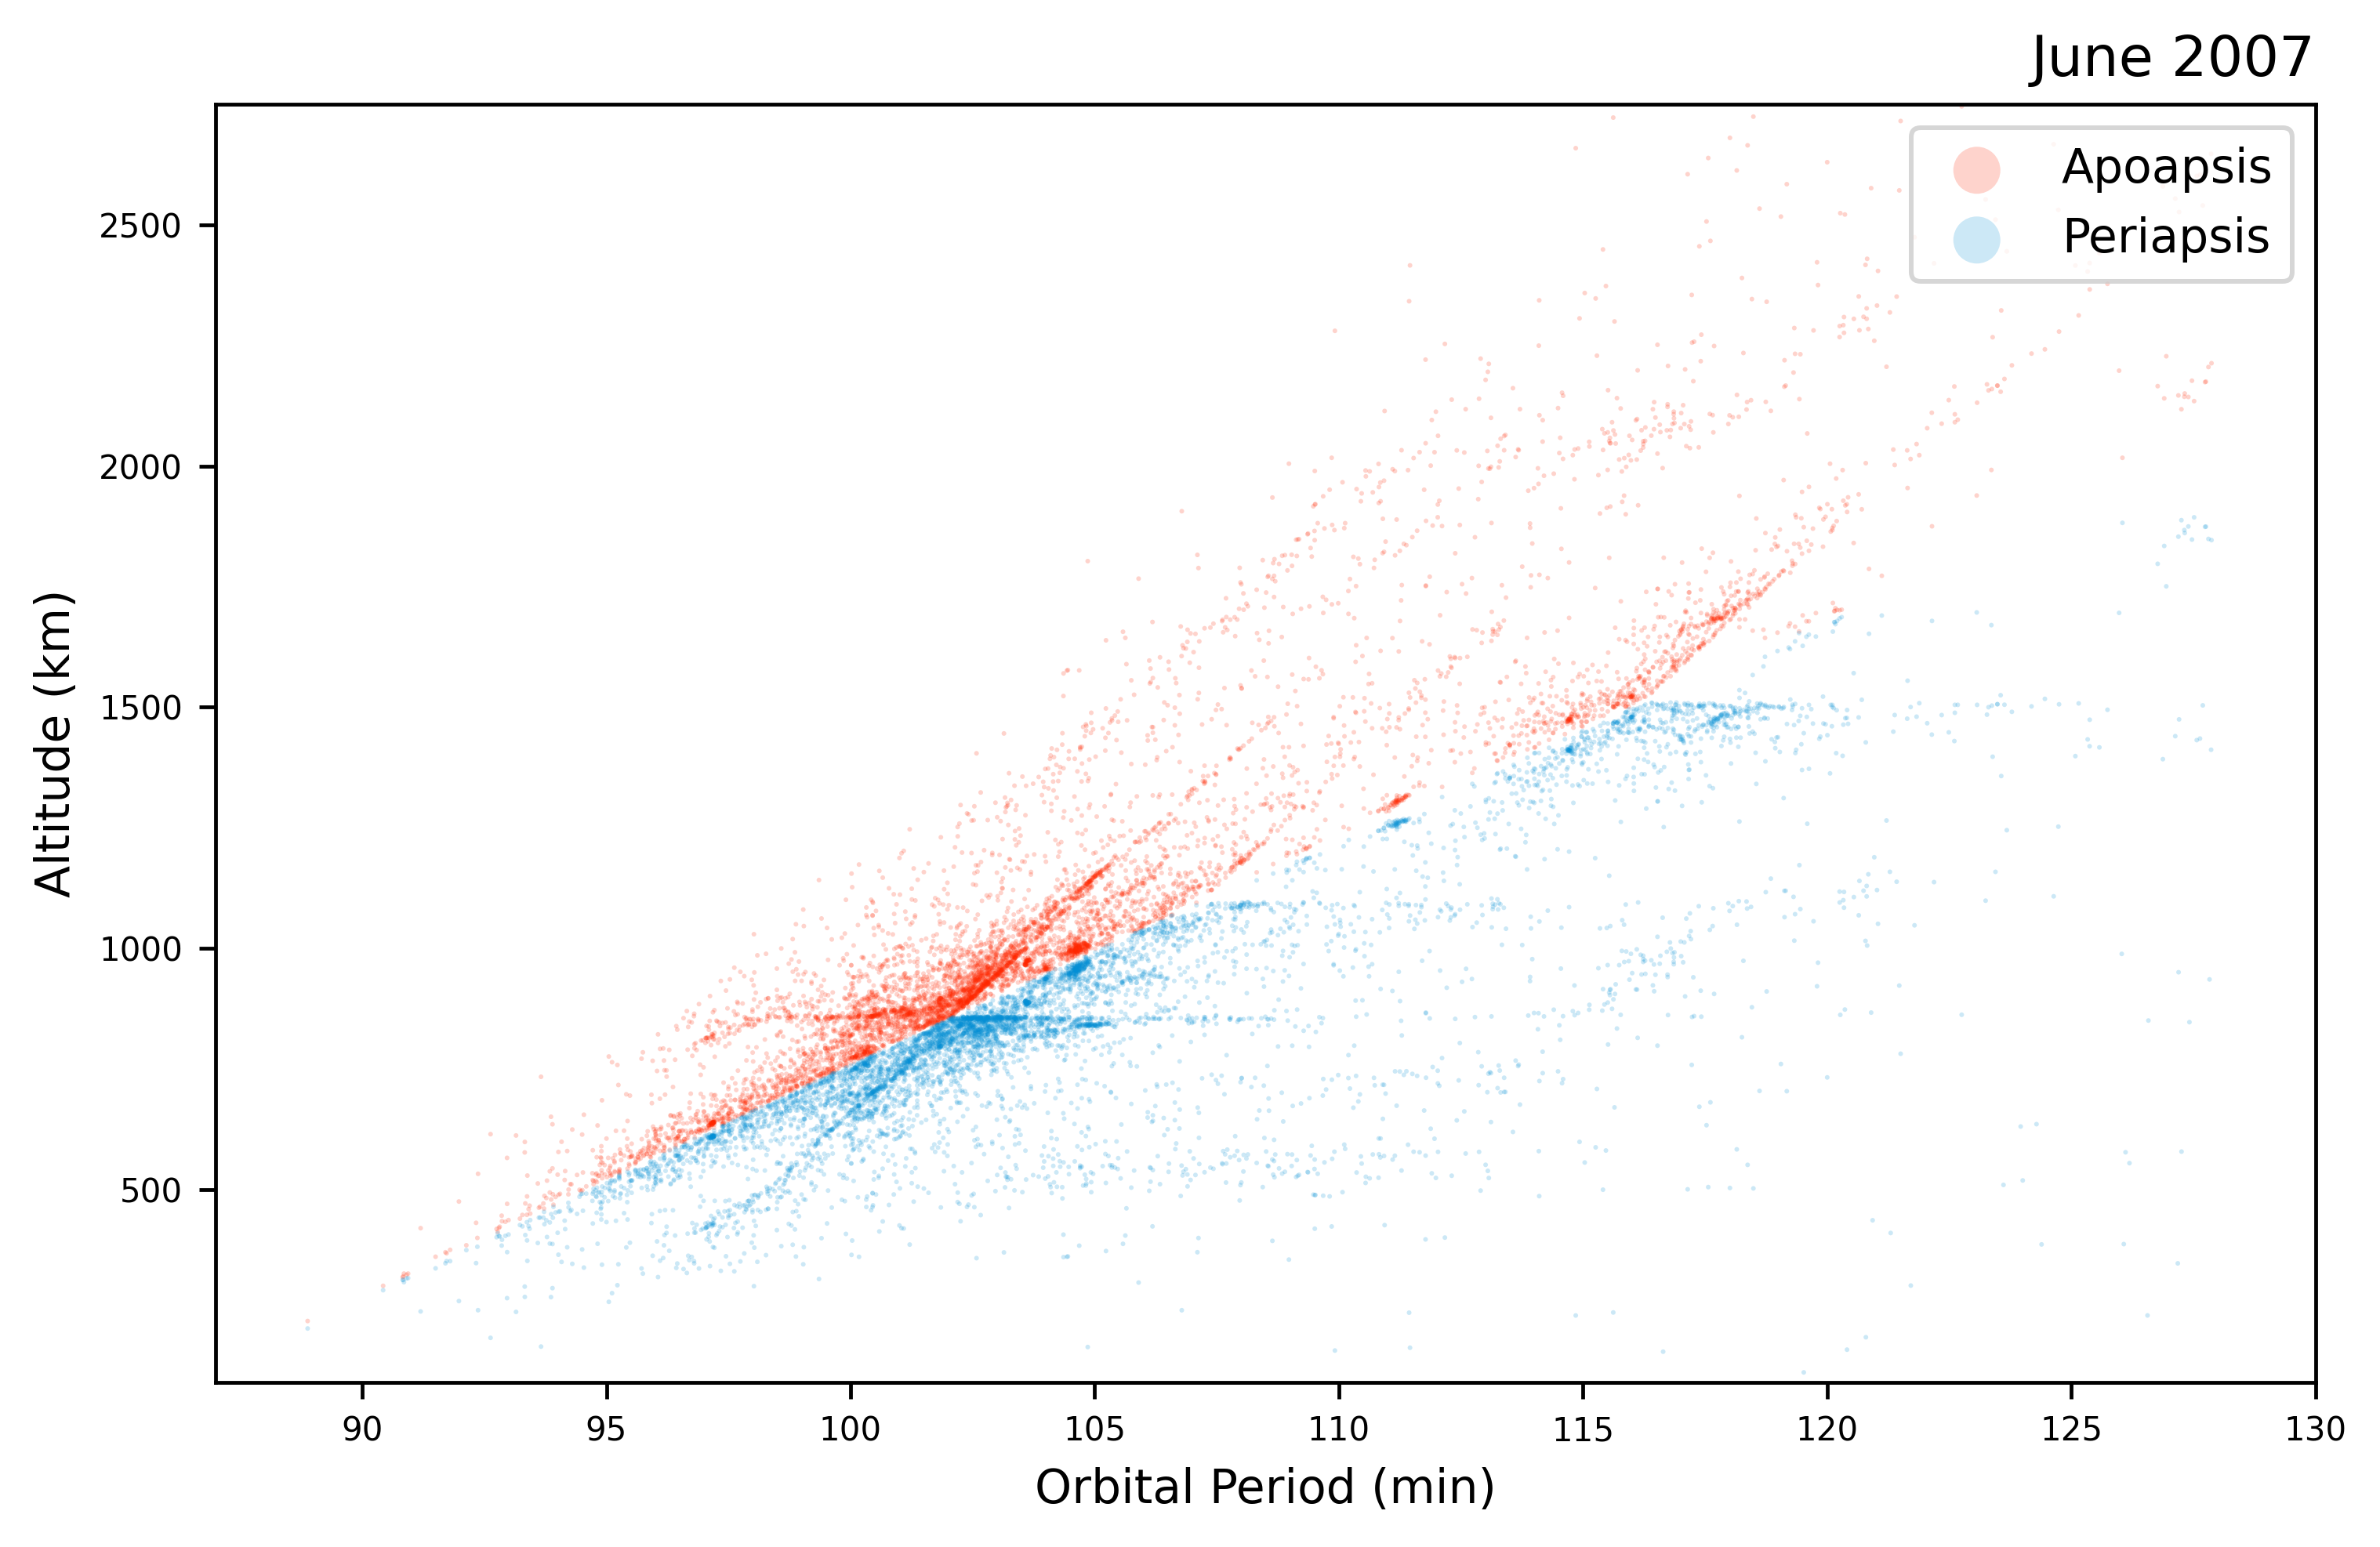 June 2007
Apoapsis
Periapsis
Altitude (km)
2500
2000
1500
1000
500
90 95 100 105 110 115 120 125 130
Orbital Period (min)